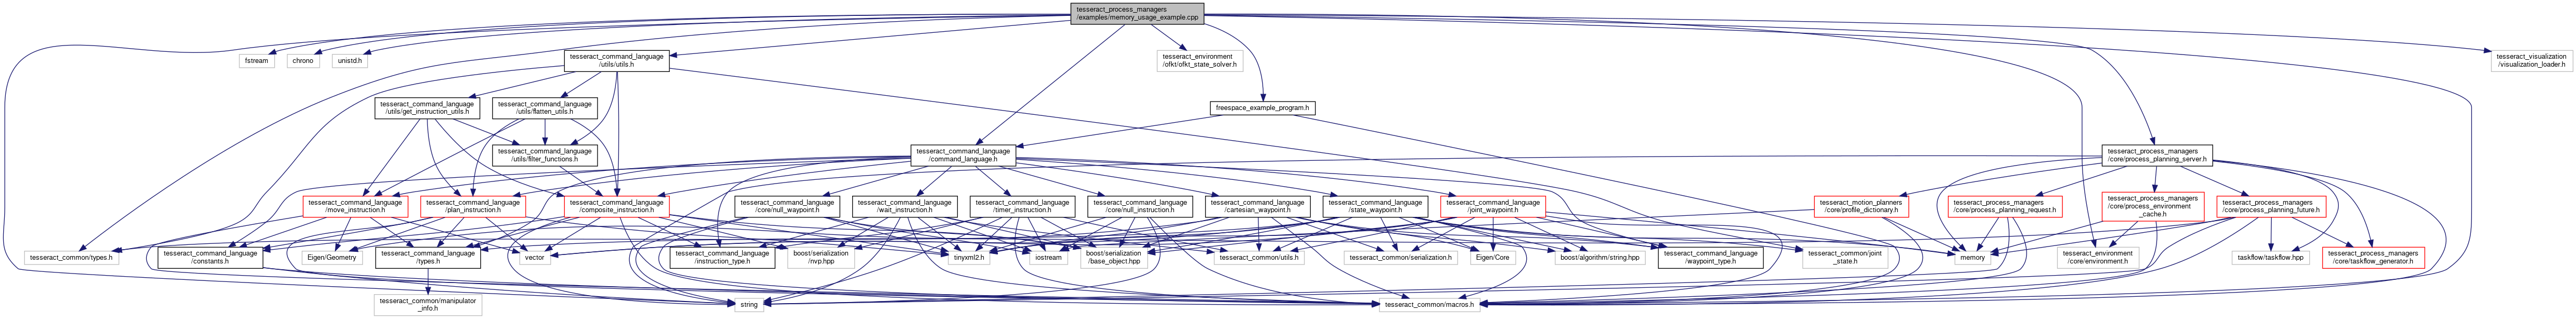 tesseract_process_managers
/examples/memory_usage_example.cpp
fstream
chrono
unistd.h
tesseract_command_language
/utils/utils.h
tesseract_environment
/ofkt/ofkt_state_solver.h
tesseract_visualization
/visualization_loader.h
tesseract_command_language
/utils/get_instruction_utils.h
tesseract_command_language
/utils/flatten_utils.h
freespace_example_program.h
tesseract_command_language
/utils/filter_functions.h
tesseract_command_language
/command_language.h
tesseract_process_managers
/core/process_planning_server.h
tesseract_command_language
/move_instruction.h
tesseract_command_language
/plan_instruction.h
tesseract_command_language
/composite_instruction.h
tesseract_command_language
/core/null_waypoint.h
tesseract_command_language
/wait_instruction.h
tesseract_command_language
/timer_instruction.h
tesseract_command_language
/core/null_instruction.h
tesseract_command_language
/cartesian_waypoint.h
tesseract_command_language
/state_waypoint.h
tesseract_command_language
/joint_waypoint.h
tesseract_motion_planners
/core/profile_dictionary.h
tesseract_process_managers
/core/process_planning_request.h
tesseract_process_managers
/core/process_environment
_cache.h
tesseract_process_managers
/core/process_planning_future.h
tesseract_common/types.h
tesseract_command_language
/constants.h
Eigen/Geometry
tesseract_command_language
/types.h
vector
tesseract_command_language
/instruction_type.h
boost/serialization
/nvp.hpp
tinyxml2.h
iostream
boost/serialization
/base_object.hpp
tesseract_common/utils.h
tesseract_common/serialization.h
Eigen/Core
boost/algorithm/string.hpp
tesseract_command_language
/waypoint_type.h
tesseract_common/joint
_state.h
memory
tesseract_environment
/core/environment.h
taskflow/taskflow.hpp
tesseract_process_managers
/core/taskflow_generator.h
tesseract_common/manipulator
_info.h
string
tesseract_common/macros.h